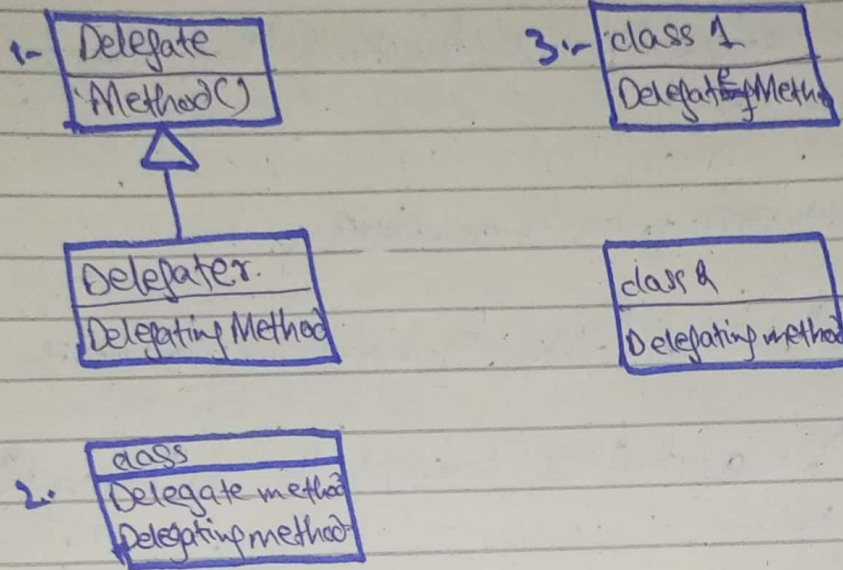 1-
Delegate
Method()
Delegater.
DelegatingMethod
2.
class
Delegate method
Delegating method
3:-
class 1
class 2
Delegating method